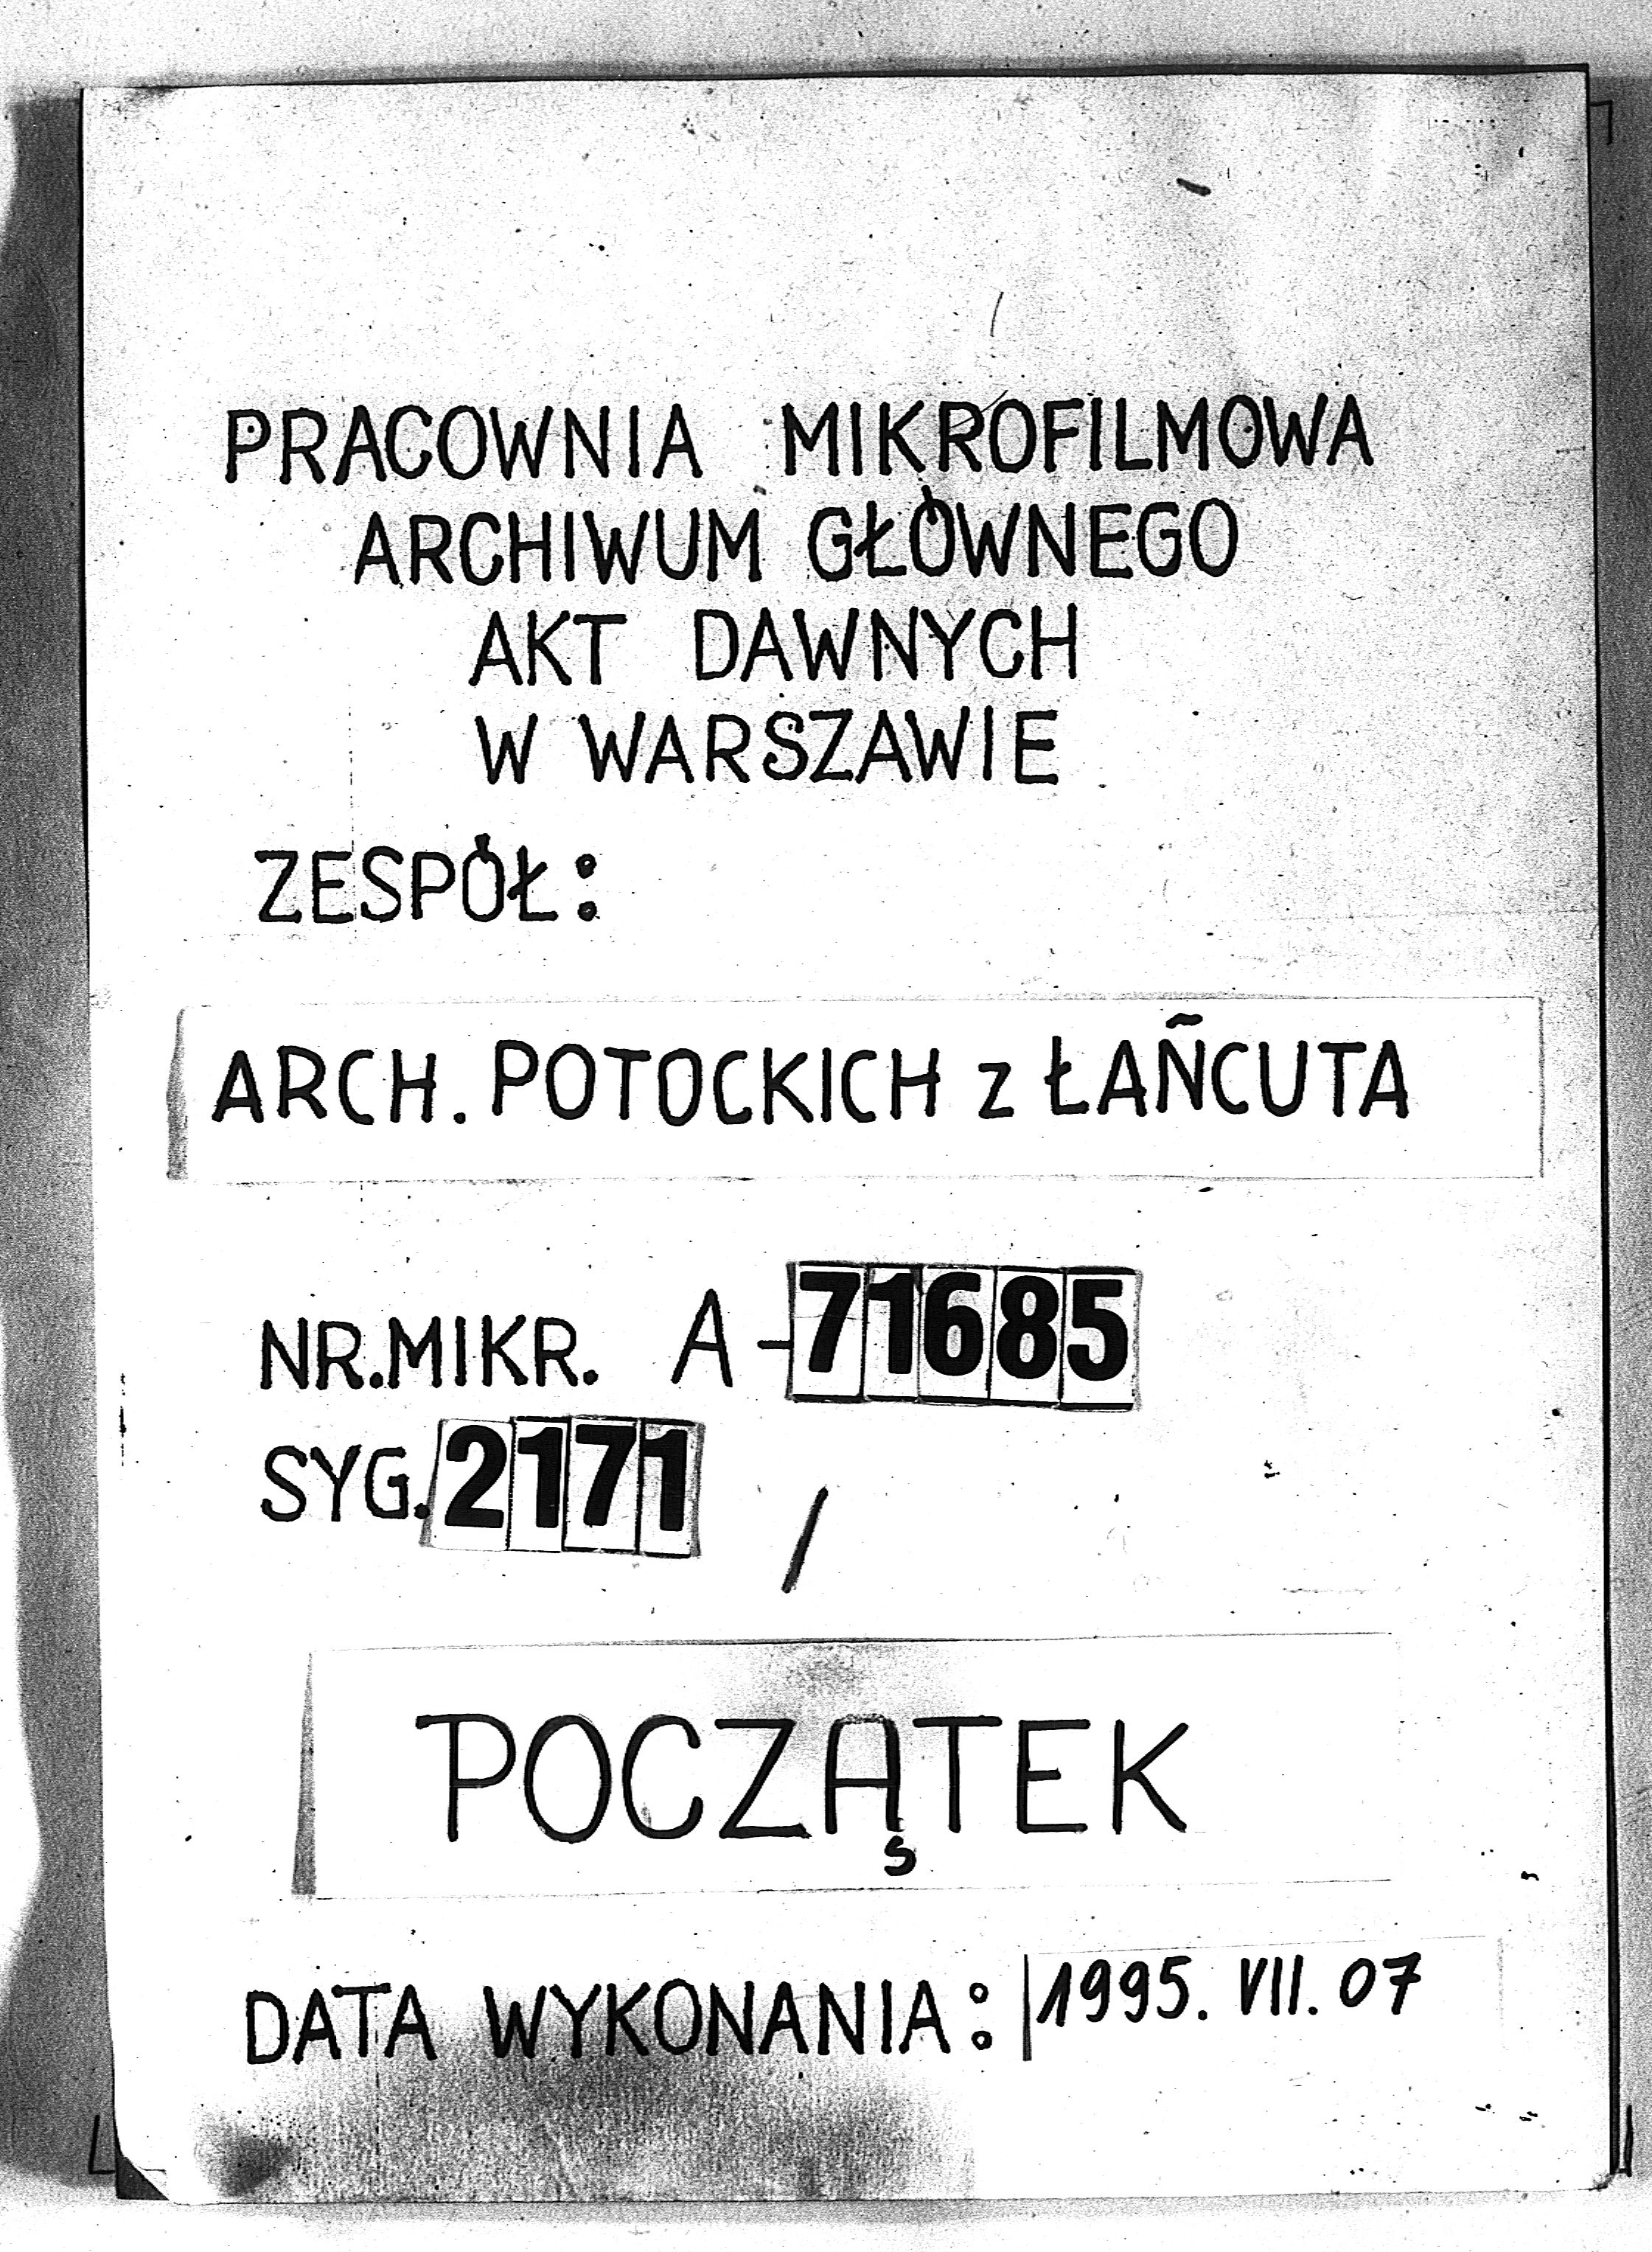 PRACOWNIA MIKROFILMOWA
ARCHIWUM GŁÓWNEGO
AKT DAWNYCH
W WARSZAWIE
ZESPÓŁ:
ARCH. POTOCKICH z ŁAŃCUTA
NR.MIKR. A-71685
SYG. 2171 /
POCZĄTEK
DATA WYKONANIA: 1995. VII. 07